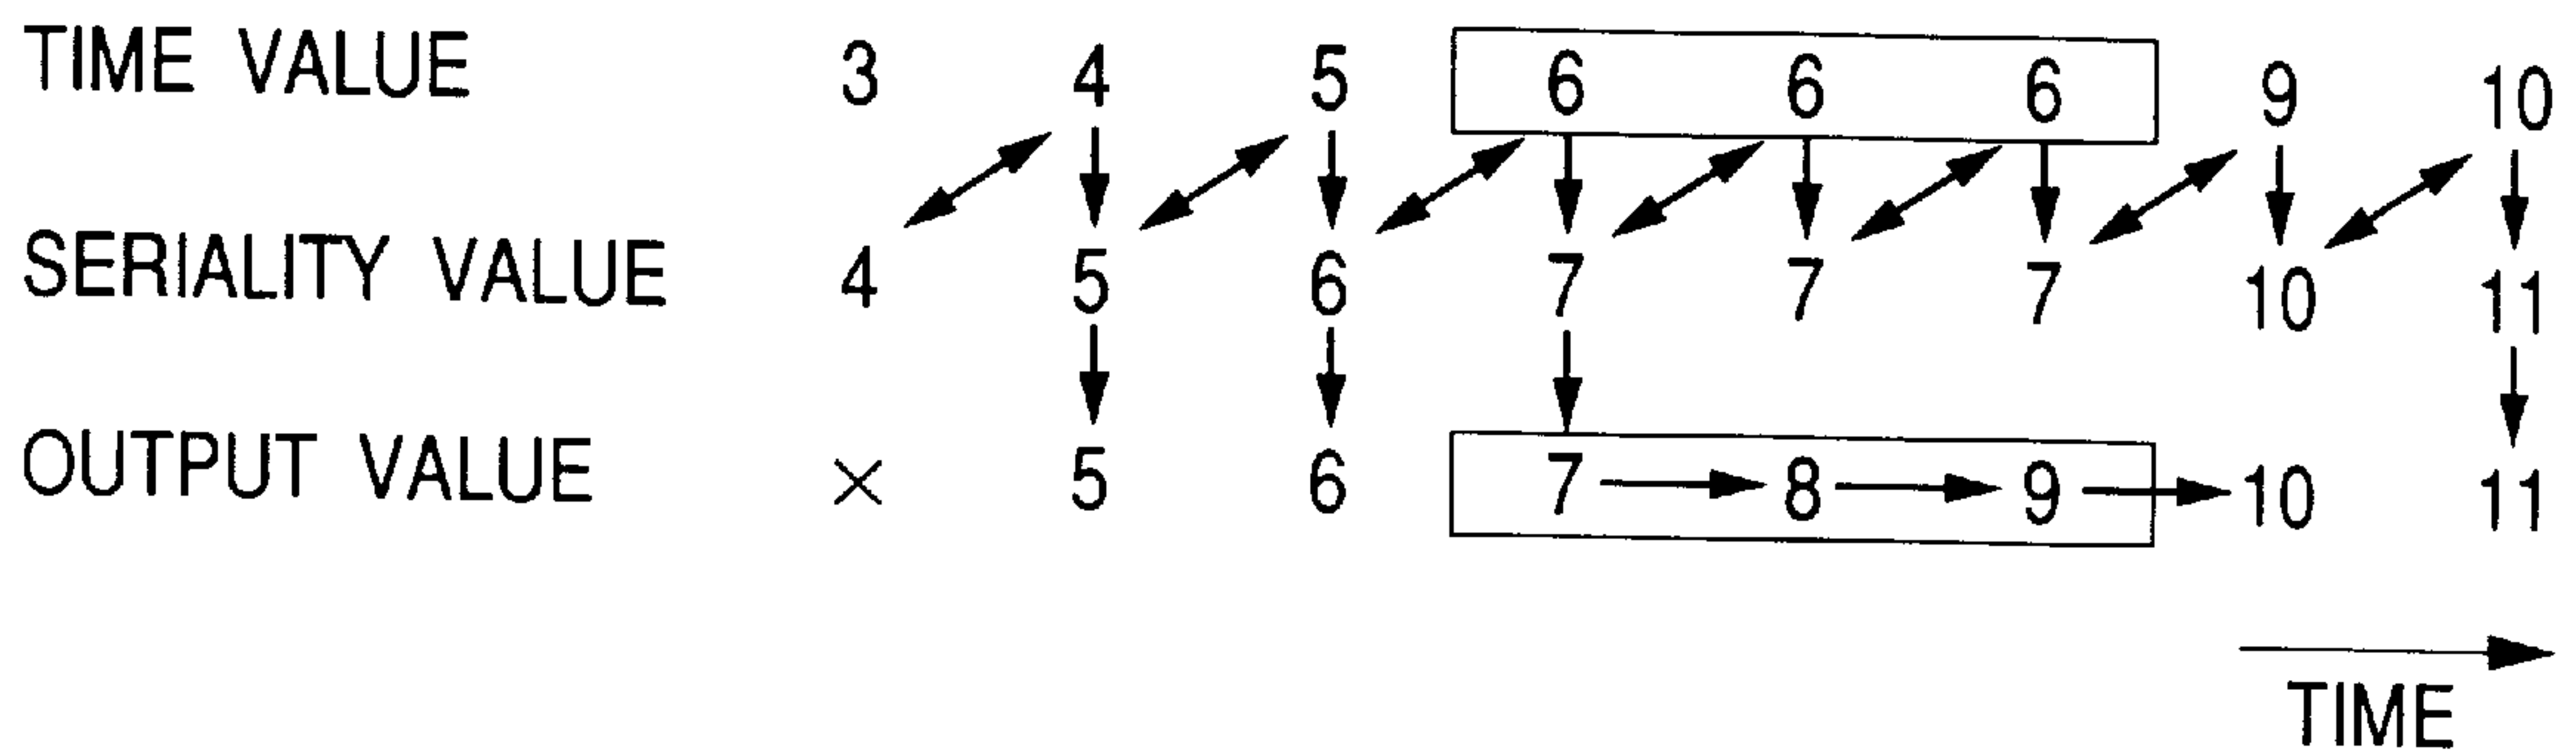 TIME VALUE 3 4 5 6 6 6 9 10
SERIALITY VALUE 4 5 6 7 7 7 10 11
OUTPUT VALUE × 5 6 7 8 9 10 11
TIME